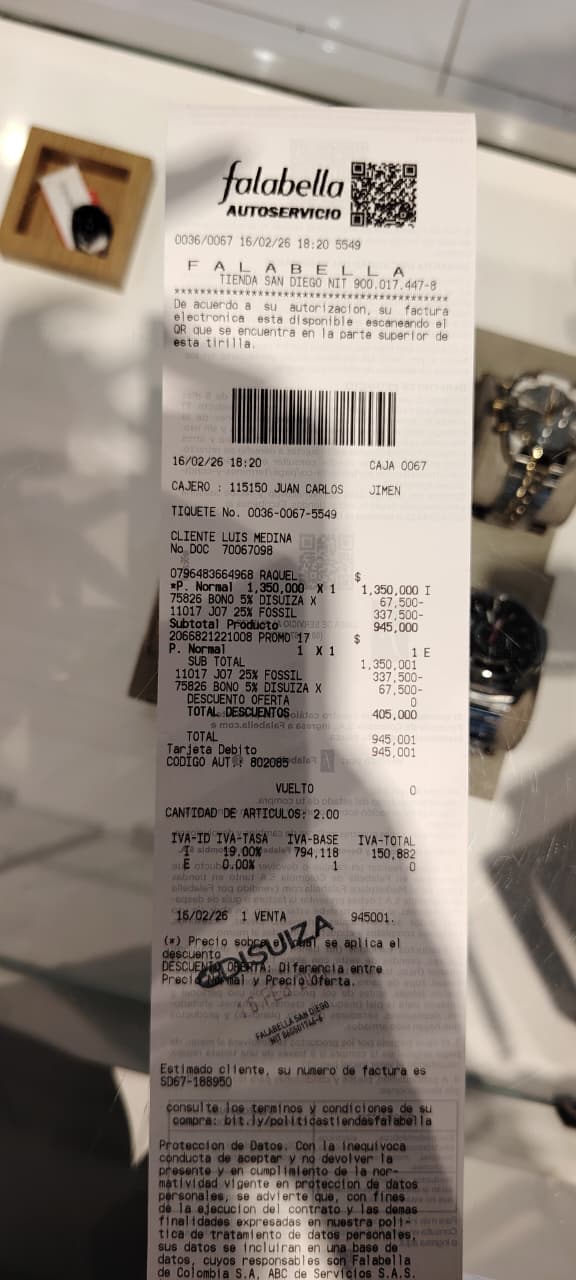 falabella
AUTOSERVICIO
0036/0067 16/02/26 18:20 5549
F A L A B E L L A
TIENDA SAN DIEGO NIT 900.017.447-8
************************************************
De acuerdo a su autorizacion, su factura
electronica esta disponible escaneando el
QR que se encuentra en la parte superior de
esta tirilla.
16/02/26 18:20 CAJA 0067
CAJERO : 115150 JUAN CARLOS JIMEN
TIQUETE No. 0036-0067-5549
CLIENTE LUIS MEDINA
No DOC 70067098
0796483664968 RAQUEL $
*P. Normal 1,350,000 X 1 1,350,000 I
75826 BONO 5% DISUIZA X 67,500-
11017 JO7 25% FOSSIL 337,500-
Subtotal Producto 945,000
2066821221008 PROMO 17 $
P. Normal 1 X 1 1 E
SUB TOTAL 1,350,001
11017 JO7 25% FOSSIL 337,500-
75826 BONO 5% DISUIZA X 67,500-
DESCUENTO OFERTA 0
TOTAL DESCUENTOS 405,000
TOTAL 945,001
Tarjeta Debito 945,001
CODIGO AUT.: 802085
VUELTO 0
CANTIDAD DE ARTICULOS: 2.00
IVA-ID IVA-TASA IVA-BASE IVA-TOTAL
I 19.00% 794,118 150,882
E 0.00% 1 0
16/02/26 1 VENTA 945001.
(*) Precio sobre el cual se aplica el
descuento
DESCUENTO OFERTA: Diferencia entre
Precio Normal y Precio Oferta.
DISUIZA
FALABELLA SAN DIEGO
Estimado cliente, su numero de factura es
SD67-188950
consulte los terminos y condiciones de su
compra: bit.ly/politicastiendasfalabella
Proteccion de Datos. Con la inequivoca
conducta de aceptar y no devolver la
presente y en cumplimiento de la nor-
matividad vigente en proteccion de datos
personales, se advierte que, con fines
de la ejecucion del contrato y las demas
finalidades expresadas en nuestra poli-
tica de tratamiento de datos personales,
sus datos se incluiran en una base de
datos, cuyos responsables son Falabella
de Colombia S.A, ABC de Servicios S.A.S.